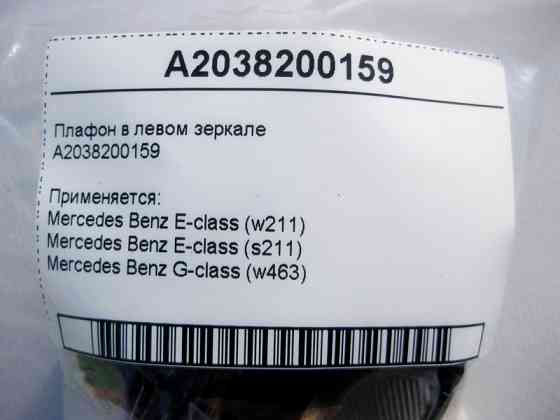 A2038200159
Плафон в левом зеркале
A2038200159
Применяется:
Mercedes Benz E-class (w211)
Mercedes Benz E-class (s211)
Mercedes Benz G-class (w463)